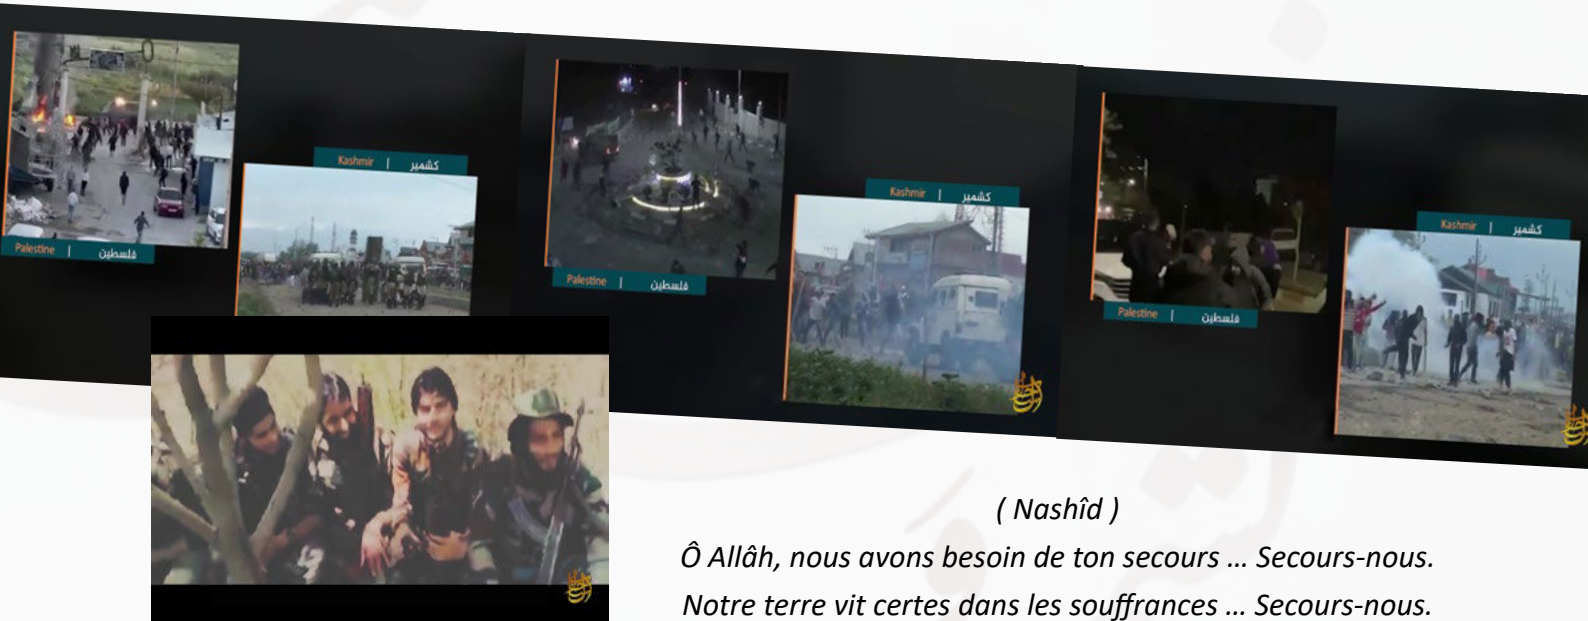 Kashmir | كشمير
Palestine | فلسطين
Kashmir | كشمير
Palestine | فلسطين
Kashmir | كشمير
Palestine | فلسطين
( Nashîd )
Ô Allâh, nous avons besoin de ton secours ... Secours-nous.
Notre terre vit certes dans les souffrances ... Secours-nous.